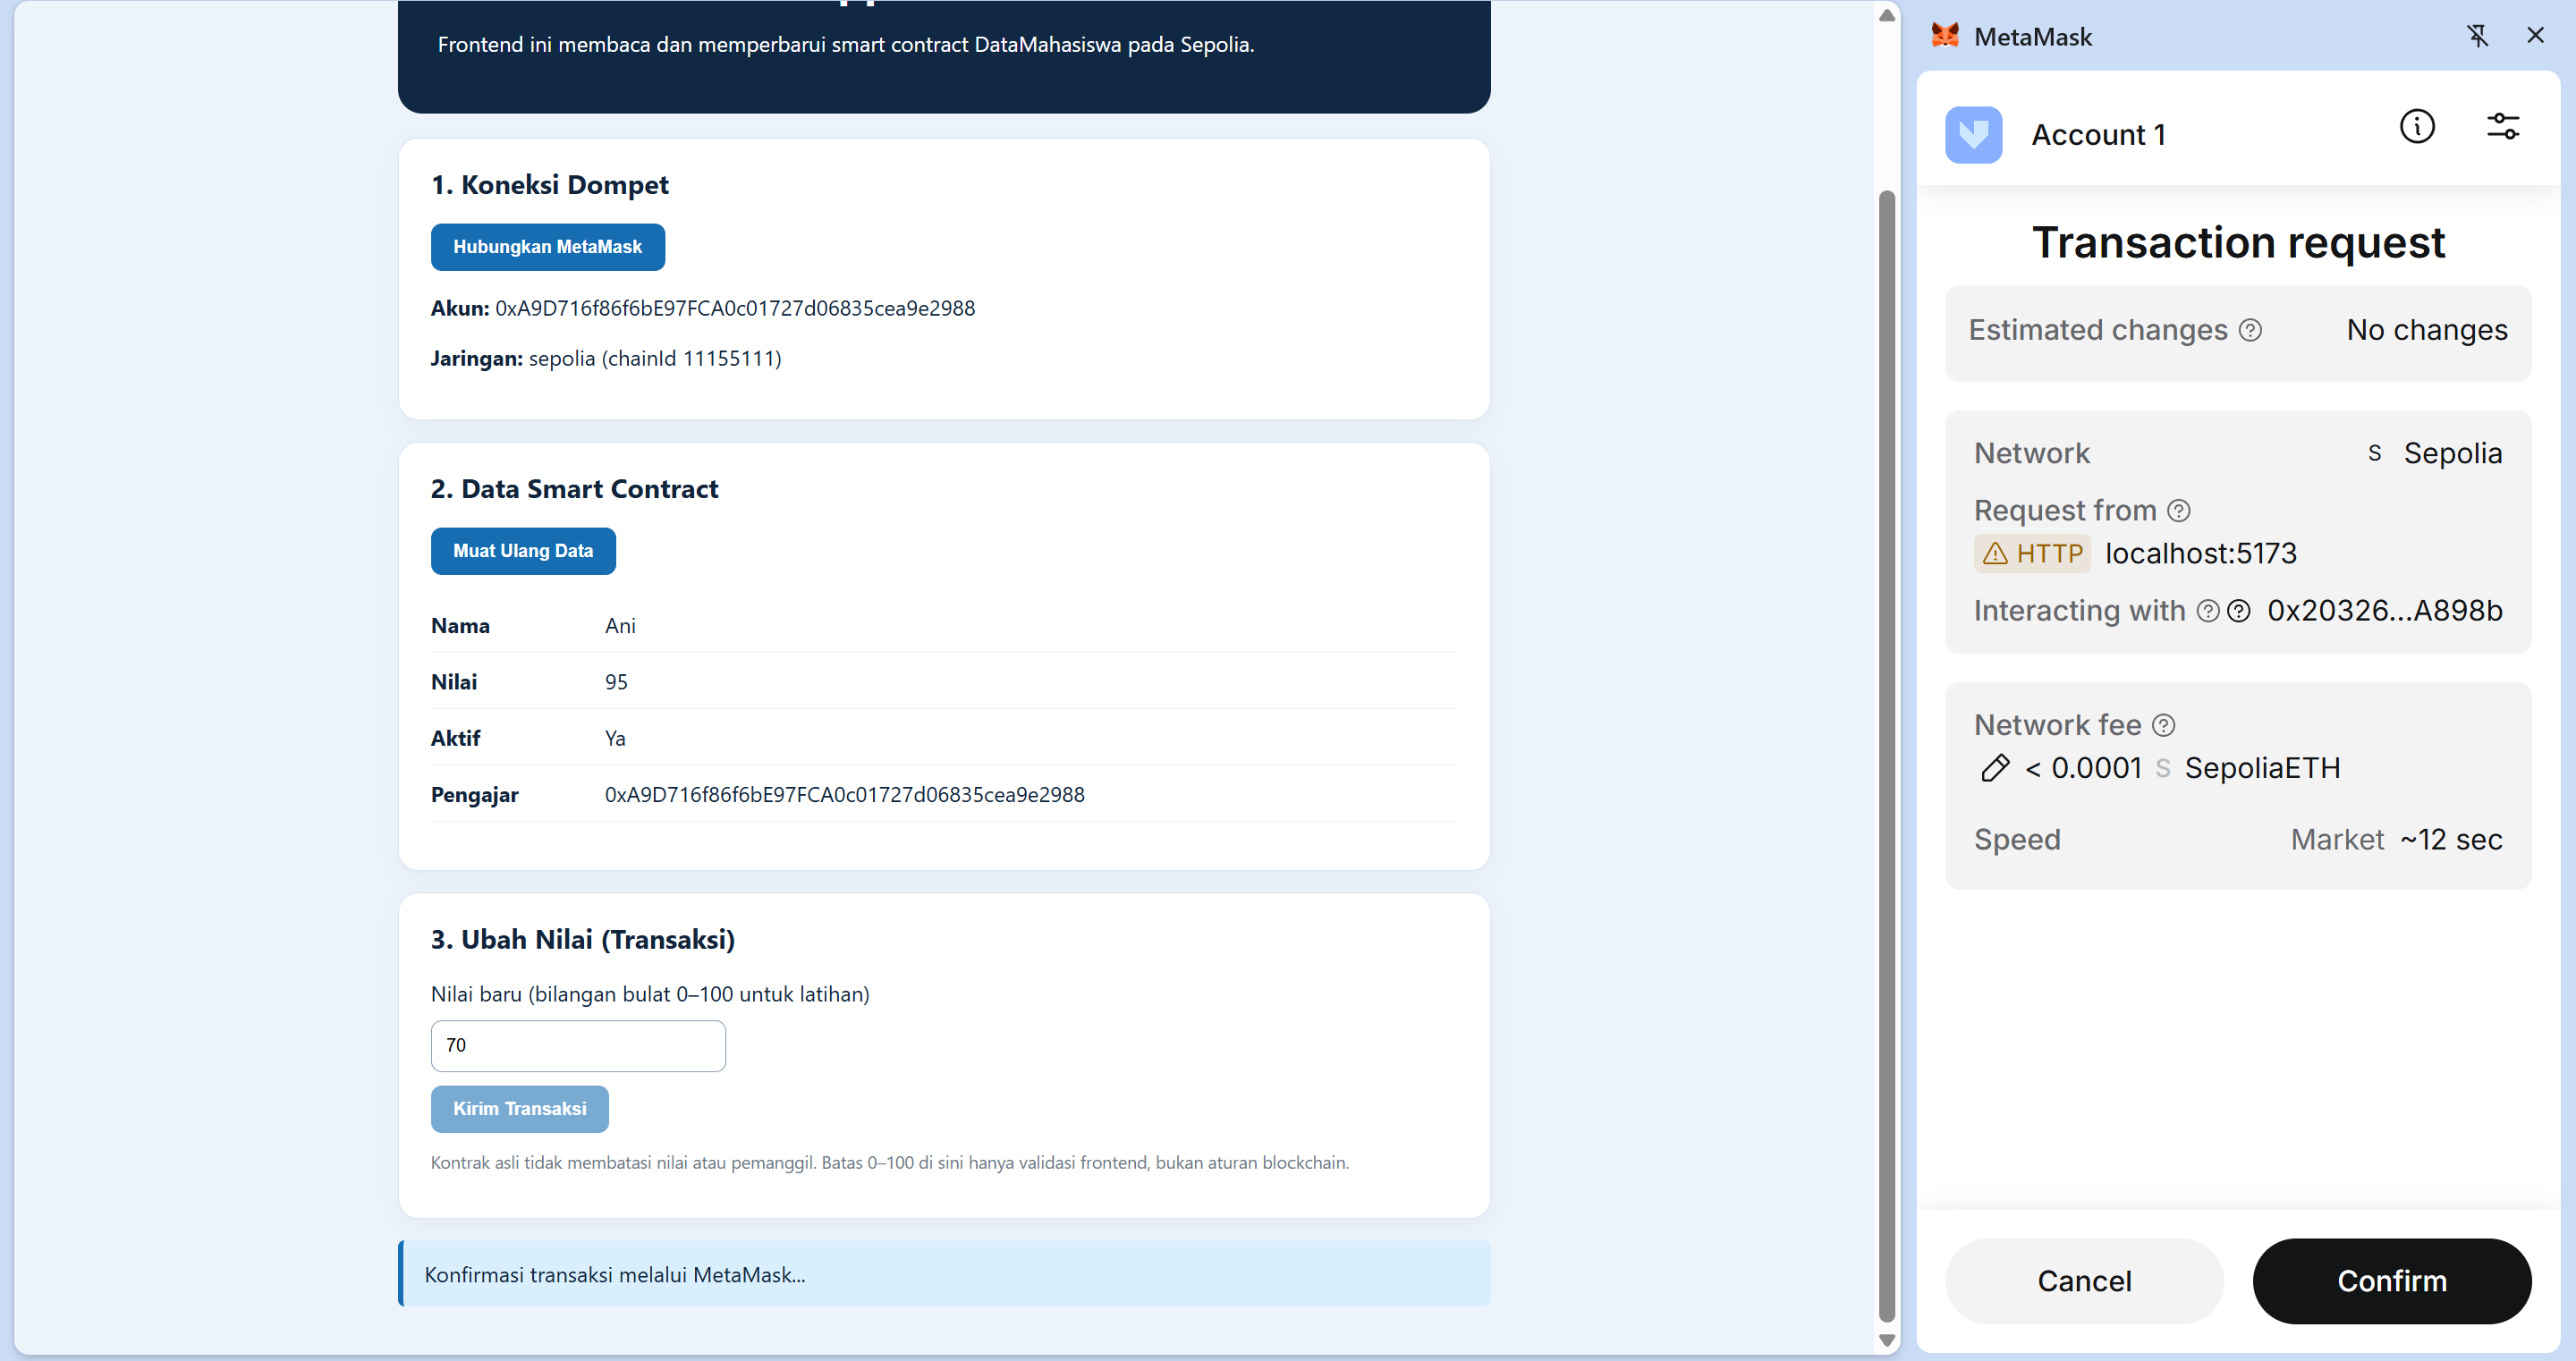 Frontend ini membaca dan memperbarui smart contract DataMahasiswa pada Sepolia.
1. Koneksi Dompet
Hubungkan MetaMask
Akun: 0xA9D716f86f6bE97FCA0c01727d06835cea9e2988
Jaringan: sepolia (chainId 11155111)
2. Data Smart Contract
Muat Ulang Data
Nama Ani
Nilai 95
Aktif Ya
Pengajar 0xA9D716f86f6bE97FCA0c01727d06835cea9e2988
3. Ubah Nilai (Transaksi)
Nilai baru (bilangan bulat 0–100 untuk latihan)
70
Kirim Transaksi
Kontrak asli tidak membatasi nilai atau pemanggil. Batas 0–100 di sini hanya validasi frontend, bukan aturan blockchain.
Konfirmasi transaksi melalui MetaMask...
MetaMask
Account 1
Transaction request
Estimated changes No changes
Network S Sepolia
Request from
HTTP localhost:5173
Interacting with 0x20326...A898b
Network fee
< 0.0001 S SepoliaETH
Speed Market ~12 sec
Cancel Confirm